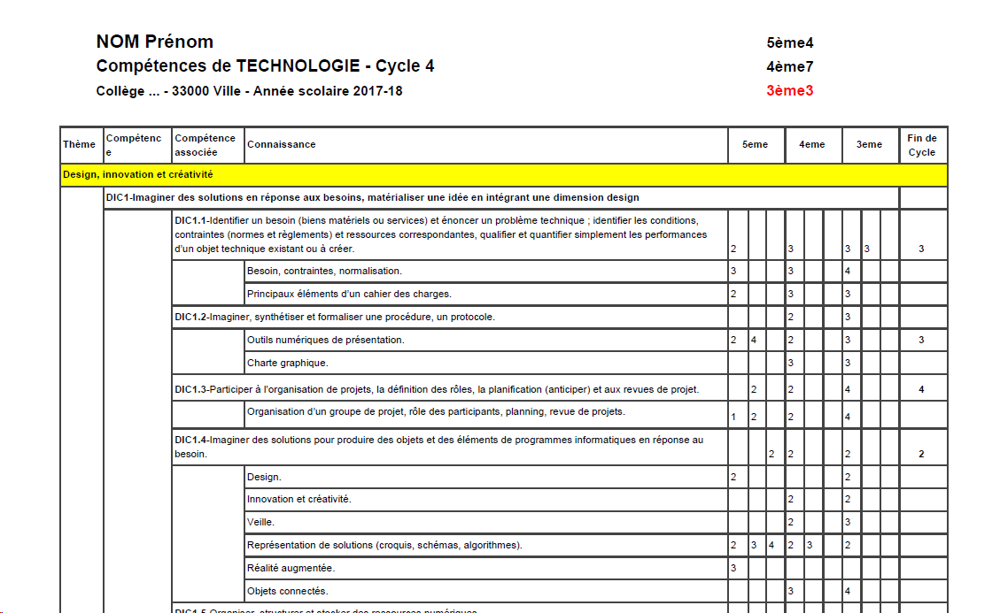 NOM Prénom 5ème4
Compétences de TECHNOLOGIE - Cycle 4 4ème7
Collège ... - 33000 Ville - Année scolaire 2017-18 3ème3
Thème Compétenc
e Compétence
associée Connaissance 5eme 4eme 3eme Fin de
Cycle
Design, innovation et créativité
DIC1-Imaginer des solutions en réponse aux besoins, matérialiser une idée en intégrant une dimension design
DIC1.1-Identifier un besoin (biens matériels ou services) et énoncer un problème technique ; identifier les conditions,
contraintes (normes et règlements) et ressources correspondantes, qualifier et quantifier simplement les performances
d'un objet technique existant ou à créer. 2 3 3 3 3
Besoin, contraintes, normalisation. 3 3 4
Principaux éléments d'un cahier des charges. 2 3 3
DIC1.2-Imaginer, synthétiser et formaliser une procédure, un protocole. 2 3
Outils numériques de présentation. 2 4 2 3 3
Charte graphique. 3 3
DIC1.3-Participer à l'organisation de projets, la définition des rôles, la planification (anticiper) et aux revues de projet. 2 2 4 4
Organisation d'un groupe de projet, rôle des participants, planning, revue de projets. 1 2 2 4
DIC1.4-Imaginer des solutions pour produire des objets et des éléments de programmes informatiques en réponse au
besoin. 2 2 2 2
Design. 2 2
Innovation et créativité. 2 2
Veille. 2 3
Représentation de solutions (croquis, schémas, algorithmes). 2 3 4 2 3 2
Réalité augmentée. 3
Objets connectés. 3 4
DIC1.5-Organiser, structurer et stocker des ressources numériques.